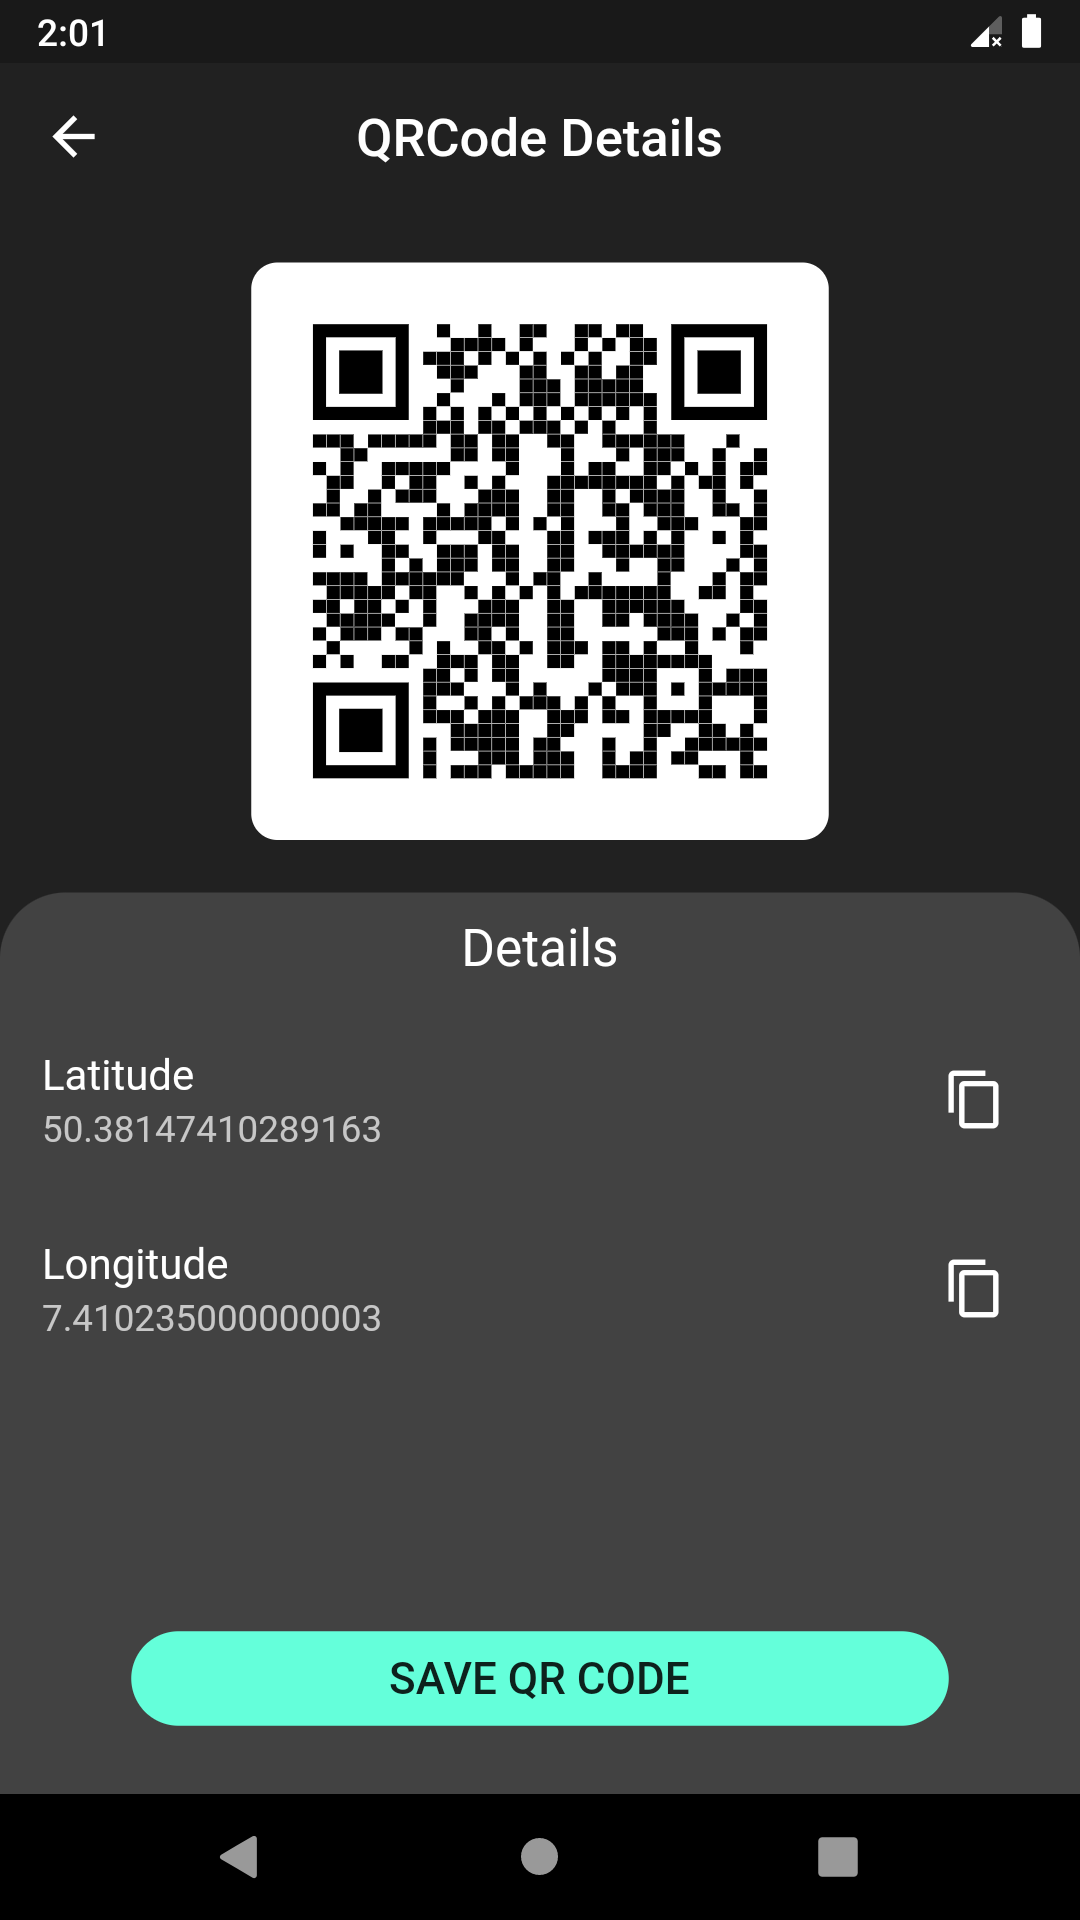 2:01
QRCode Details
Details
Latitude
50.38147410289163
Longitude
7.410235000000003
SAVE QR CODE